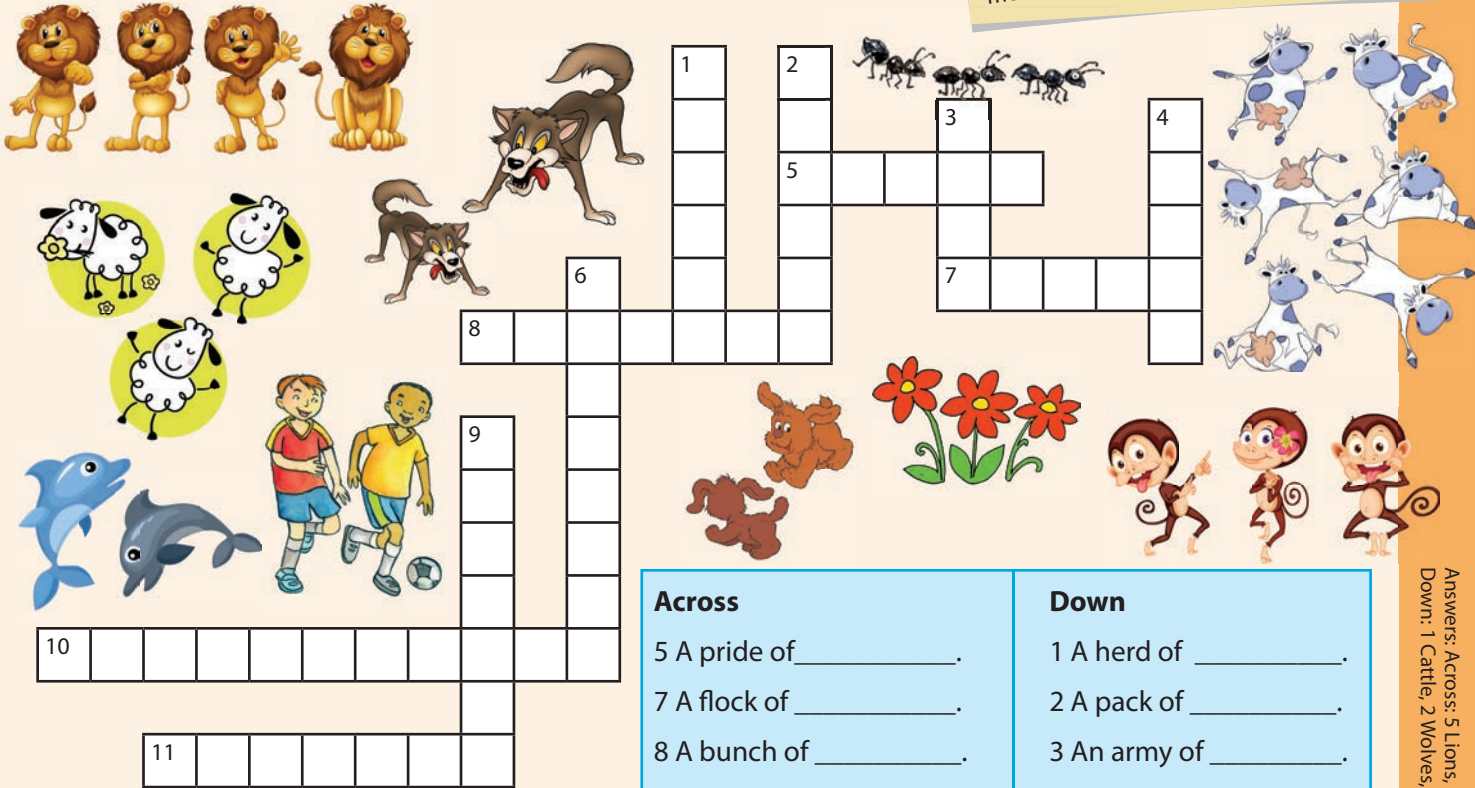 1
2
3
4
5
6
7
8
9
10
11
Across
5 A pride of___________.
7 A flock of ___________.
8 A bunch of __________.
Down
1 A herd of __________.
2 A pack of __________.
3 An army of _________.
Answers: Across: 5 Lions,
Down: 1 Cattle, 2 Wolves,